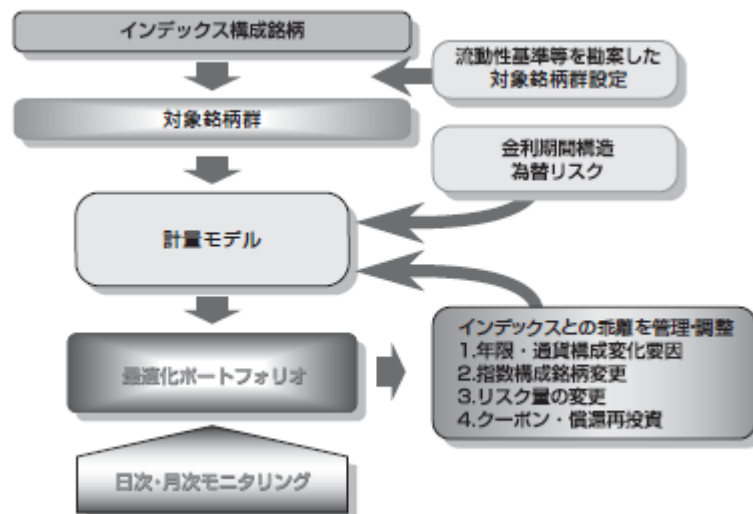 インデックス構成銘柄
流動性基準等を勘案した
対象銘柄群設定
対象銘柄群
金利期間構造
為替リスク
計量モデル
最適化ポートフォリオ
インデックスとの乖離を管理・調整
1.年限・通貨構成変化要因
2.指数構成銘柄変更
3.リスク量の変更
4.クーポン・償還再投資
日次・月次モニタリング